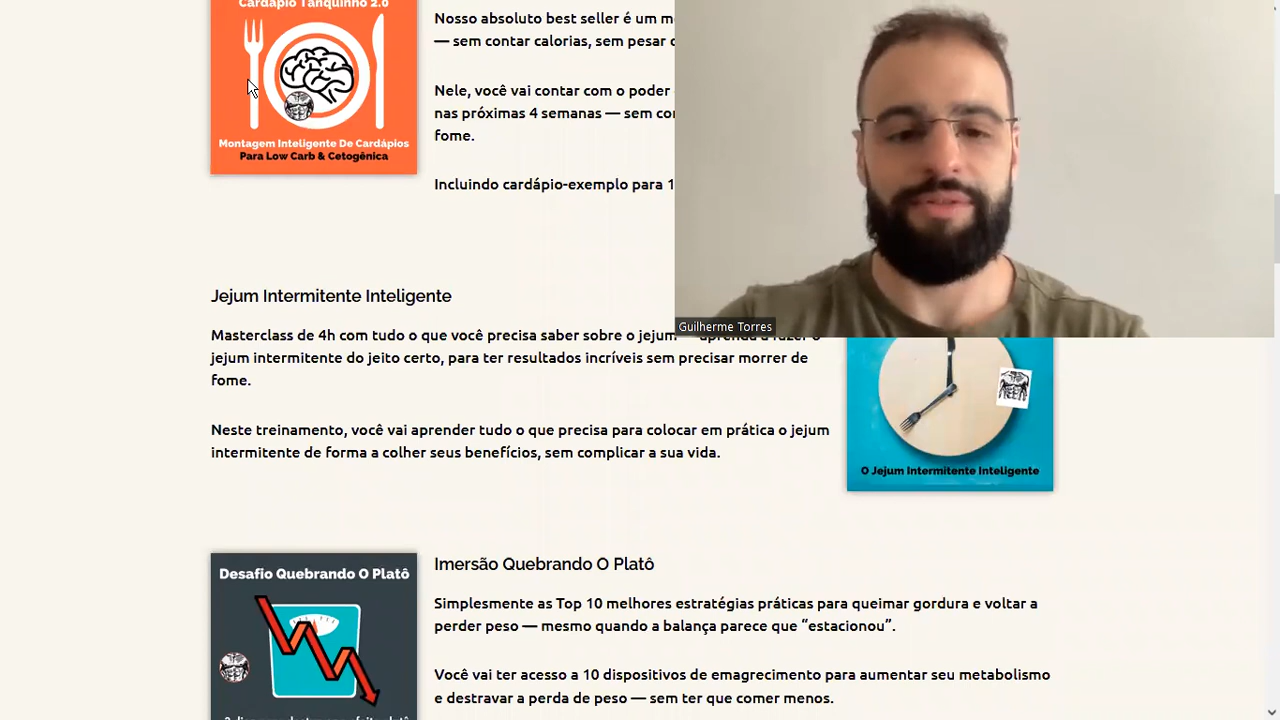 Cardápio Tanquinho 2.0
Montagem Inteligente De Cardápios
Para Low Carb & Cetogênica
Nosso absoluto best seller é um
— sem contar calorias, sem pesar
Nele, você vai contar com o poder
nas próximas 4 semanas — sem
fome.
Incluindo cardápio-exemplo para
Guilherme Torres
Jejum Intermitente Inteligente
Masterclass de 4h com tudo o que você precisa saber sobre o jejum — aprenda a fazer o
jejum intermitente do jeito certo, para ter resultados incríveis sem precisar morrer de
fome.
Neste treinamento, você vai aprender tudo o que precisa para colocar em prática o jejum
intermitente de forma a colher seus benefícios, sem complicar a sua vida.
O Jejum Intermitente Inteligente
Desafio Quebrando O Platô
Imersão Quebrando O Platô
Simplesmente as Top 10 melhores estratégias práticas para queimar gordura e voltar a
perder peso — mesmo quando a balança parece que “estacionou”.
Você vai ter acesso a 10 dispositivos de emagrecimento para aumentar seu metabolismo
e destravar a perda de peso — sem ter que comer menos.